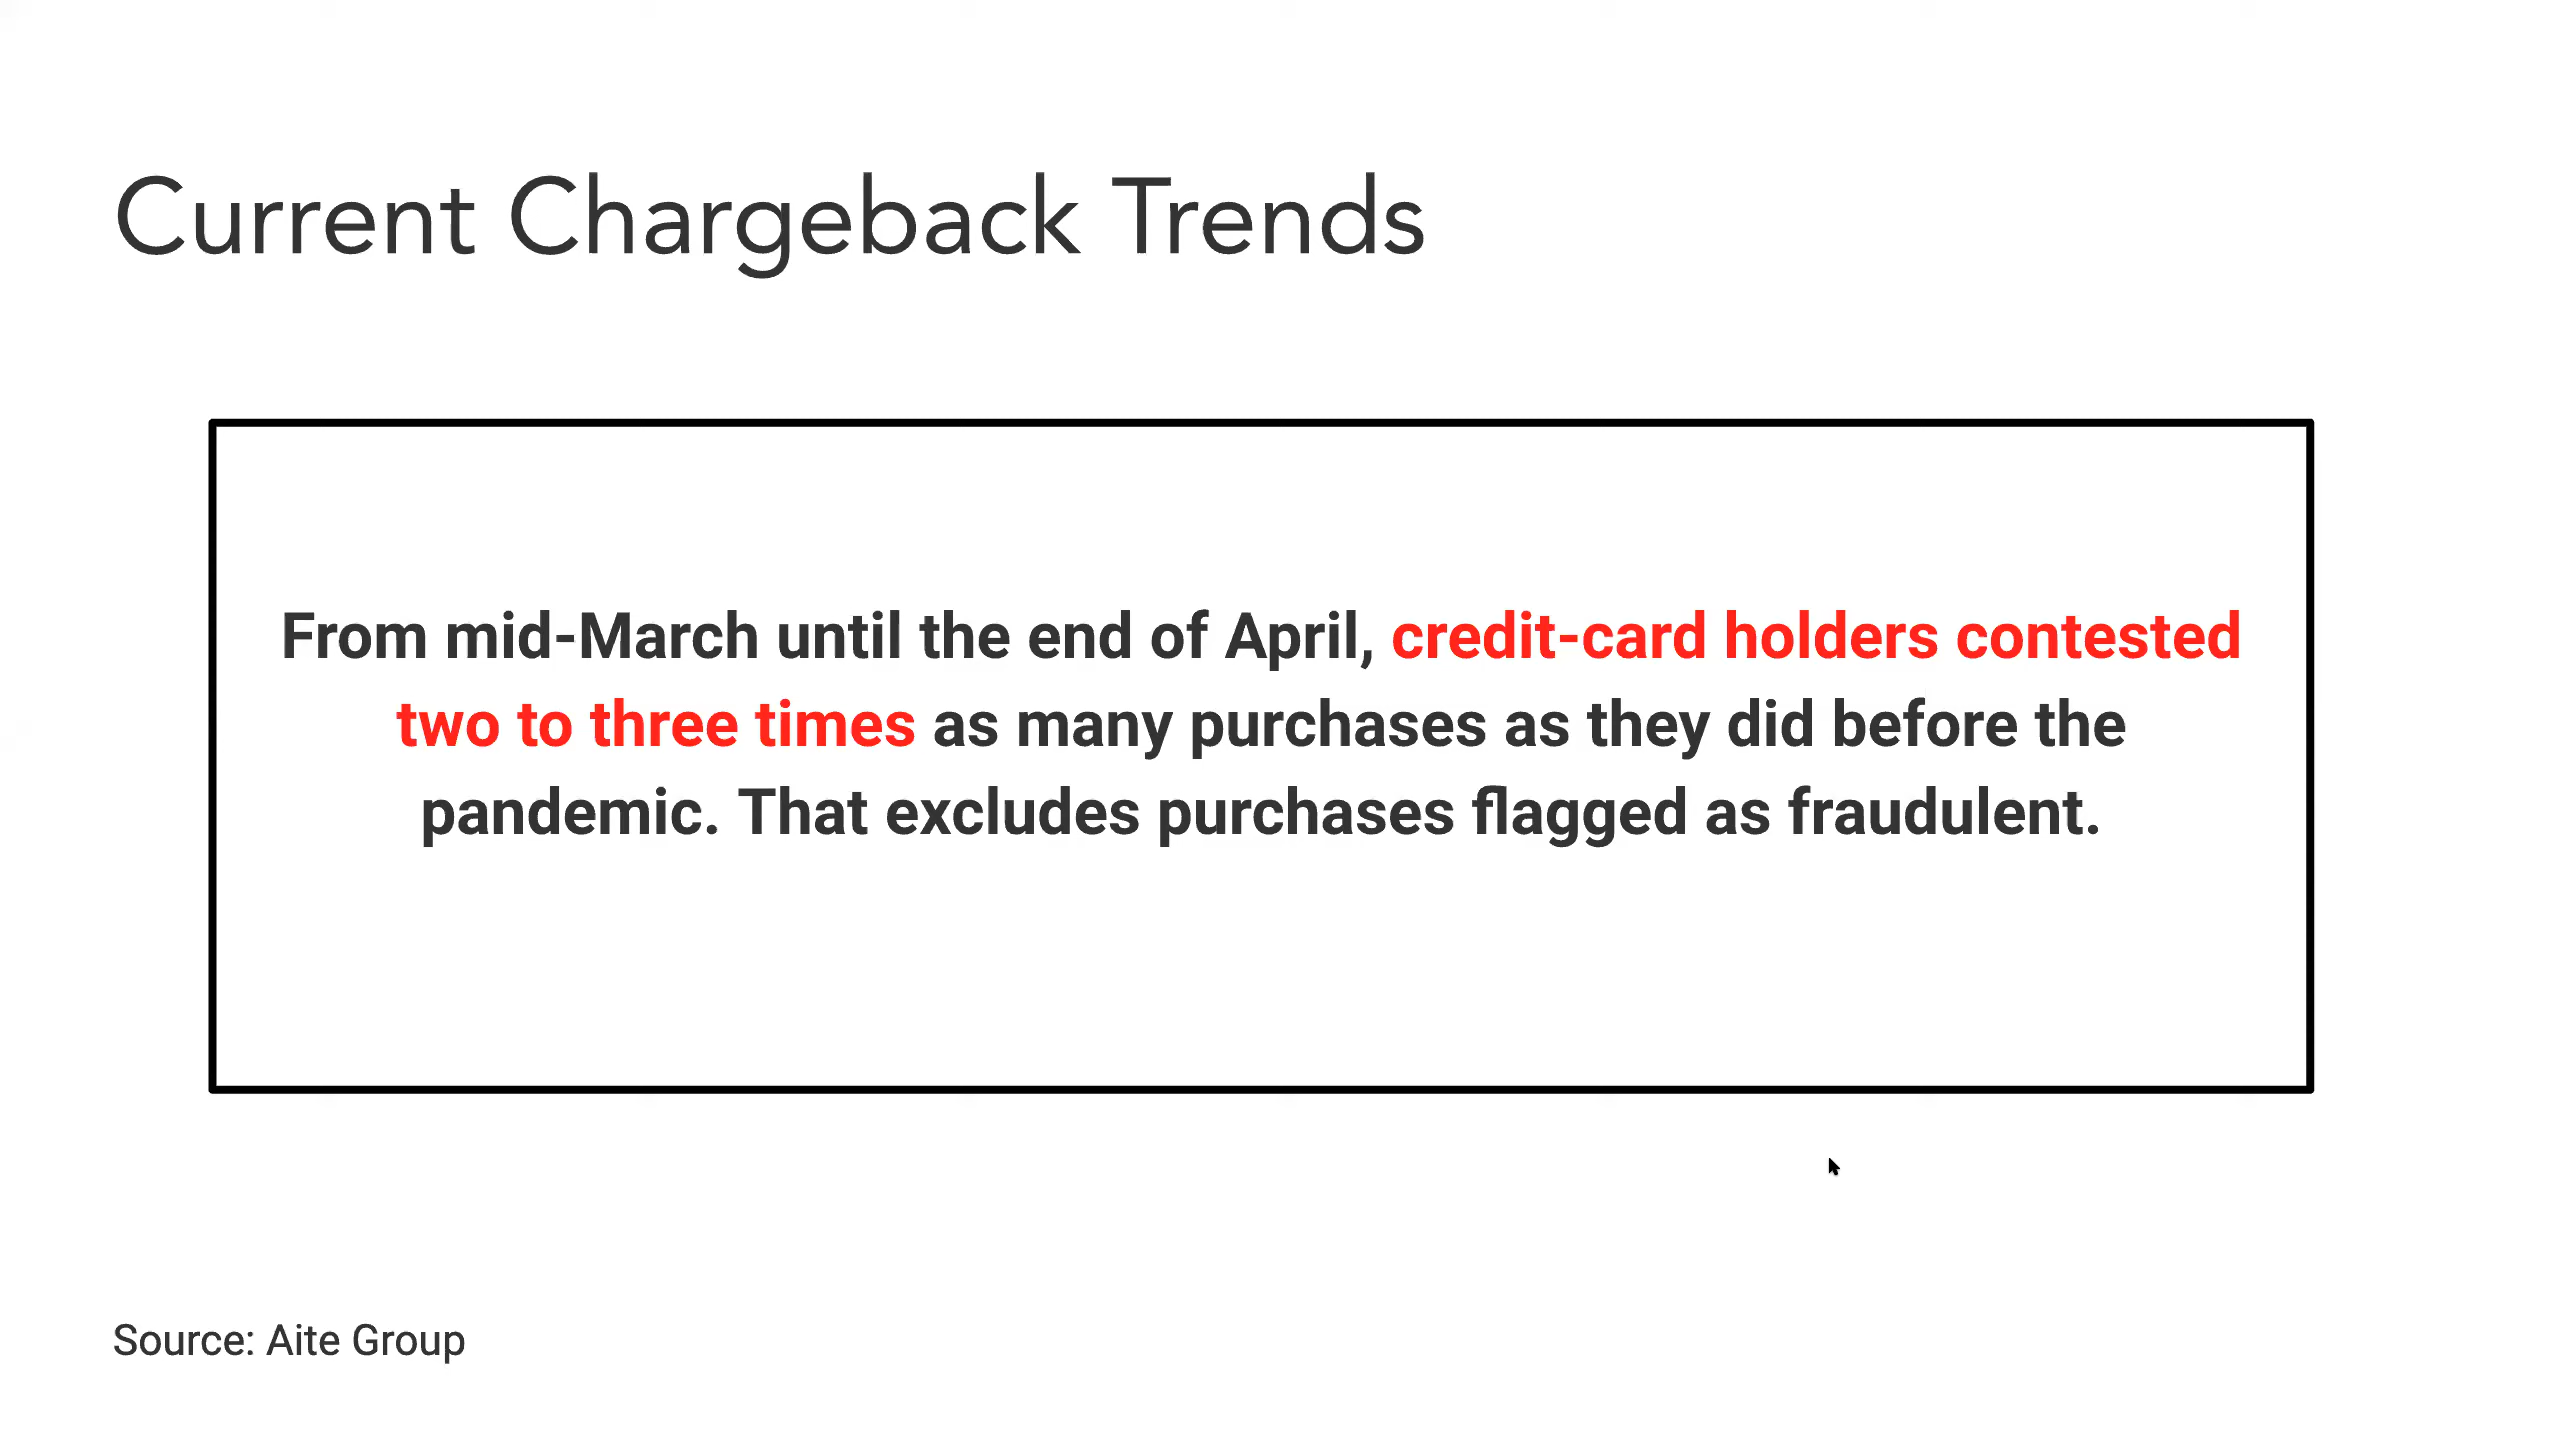 Current Chargeback Trends
From mid-March until the end of April, credit-card holders contested
two to three times as many purchases as they did before the
pandemic. That excludes purchases flagged as fraudulent.
Source: Aite Group